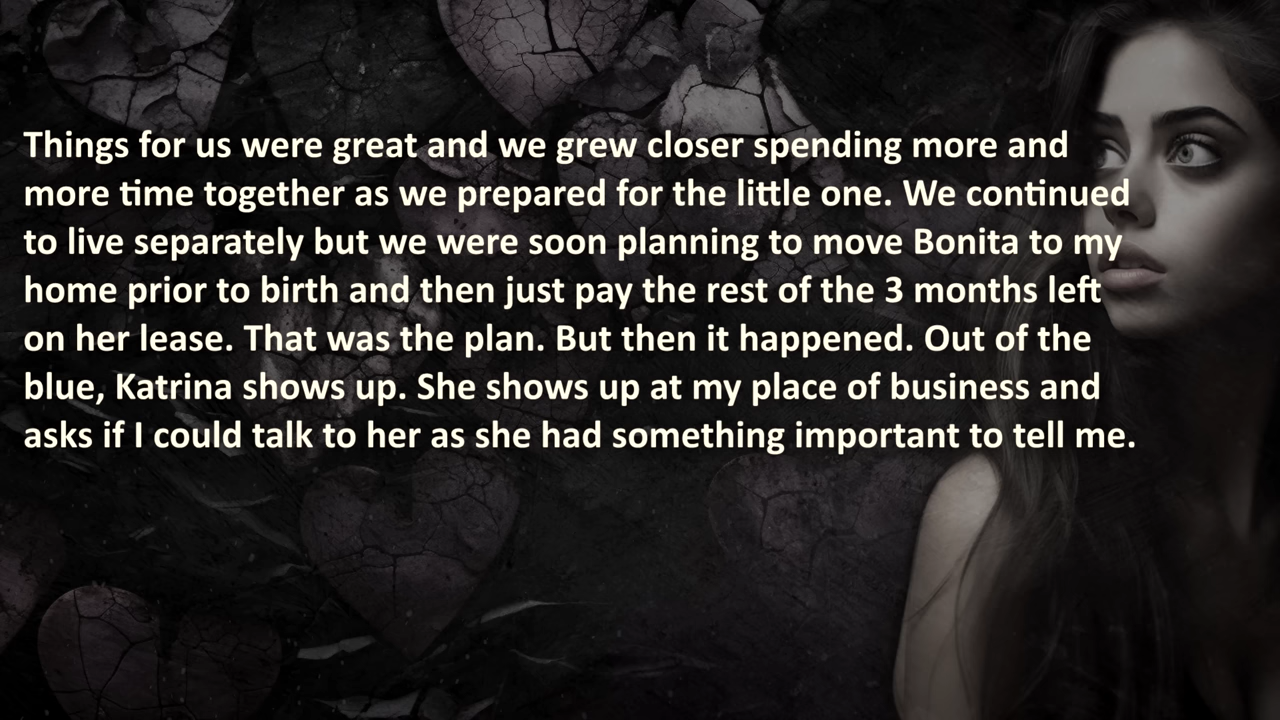 Things for us were great and we grew closer spending more and
more time together as we prepared for the little one. We continued
to live separately but we were soon planning to move Bonita to my
home prior to birth and then just pay the rest of the 3 months left
on her lease. That was the plan. But then it happened. Out of the
blue, Katrina shows up. She shows up at my place of business and
asks if I could talk to her as she had something important to tell me.